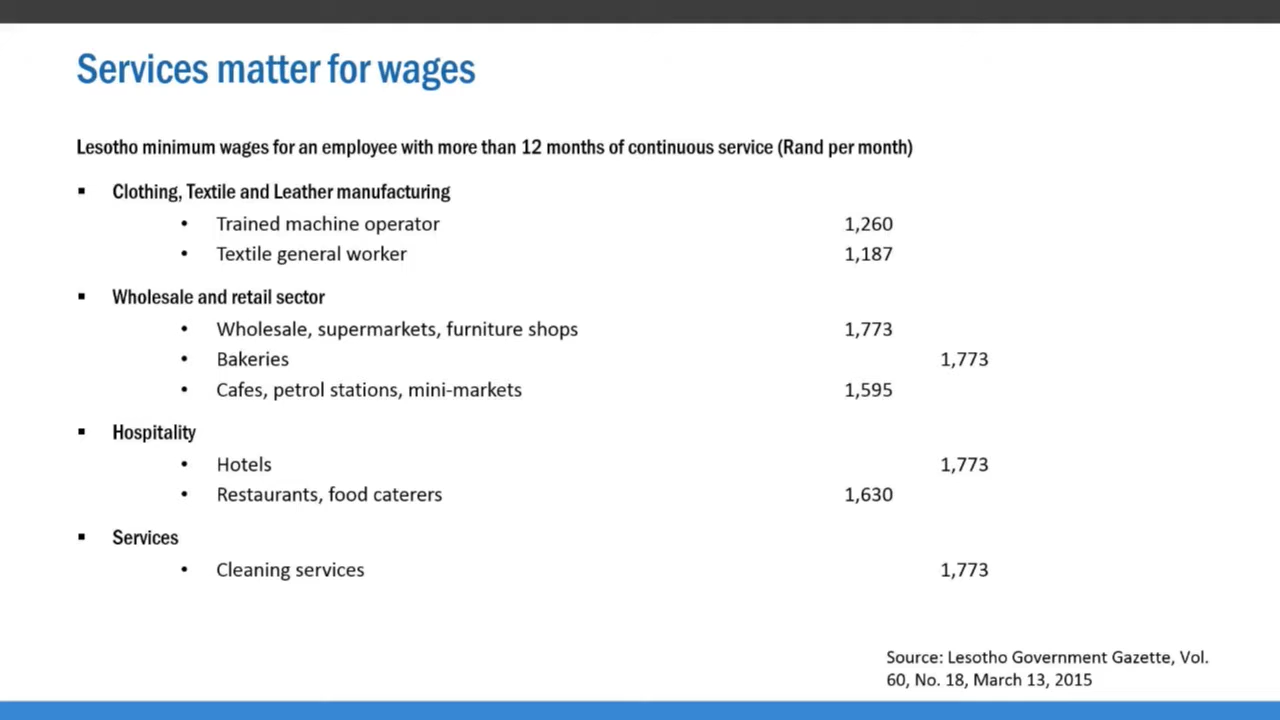 Services matter for wages
Lesotho minimum wages for an employee with more than 12 months of continuous service (Rand per month)
▪ Clothing, Textile and Leather manufacturing
• Trained machine operator 1,260
• Textile general worker 1,187
▪ Wholesale and retail sector
• Wholesale, supermarkets, furniture shops 1,773
• Bakeries 1,773
• Cafes, petrol stations, mini-markets 1,595
▪ Hospitality
• Hotels 1,773
• Restaurants, food caterers 1,630
▪ Services
• Cleaning services 1,773
Source: Lesotho Government Gazette, Vol.
60, No. 18, March 13, 2015